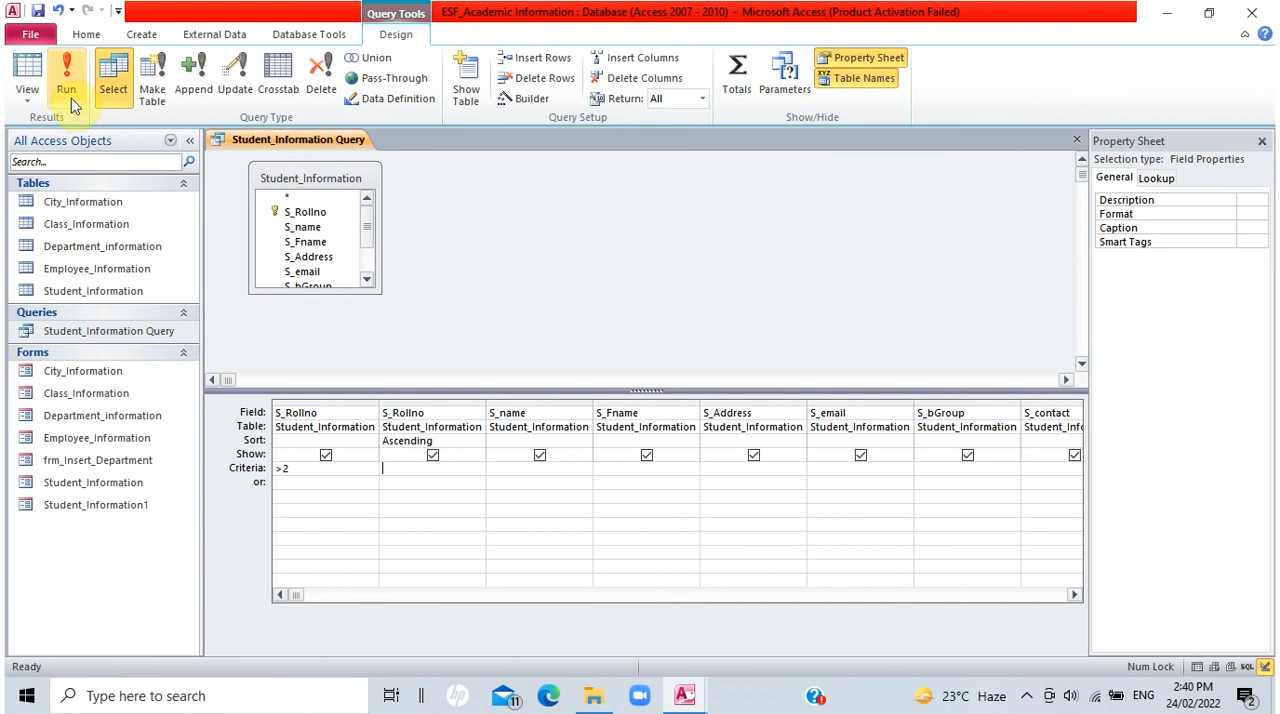 Query Tools
ESF_Academic Information : Database (Access 2007 - 2010) - Microsoft Access (Product Activation Failed)
File Home Create External Data Database Tools Design
View Run Select Make Table Append Update Crosstab Delete
Union
Pass-Through
Data Definition
Show Table
Insert Rows
Delete Rows
Builder
Insert Columns
Delete Columns
Return: All
Totals Parameters
Property Sheet
XYZ Table Names
Results Query Type Query Setup Show/Hide
All Access Objects
Search...
Tables
City_Information
Class_Information
Department_information
Employee_Information
Student_Information
Queries
Student_Information Query
Forms
City_Information
Class_Information
Department_information
Employee_Information
frm_Insert_Department
Student_Information
Student_Information1
Student_Information Query
Student_Information
*
S_Rollno
S_name
S_Fname
S_Address
S_email
S_bGroup
Field: S_Rollno S_Rollno S_name S_Fname S_Address S_email S_bGroup S_contact
Table: Student_Information Student_Information Student_Information Student_Information Student_Information Student_Information Student_Information Student_Info
Sort: Ascending
Show:
Criteria: >2
or:
Property Sheet
Selection type: Field Properties
General Lookup
Description
Format
Caption
Smart Tags
Ready
Num Lock SQL
Type here to search
hp
11
23°C Haze
ENG
2:40 PM
24/02/2022
2